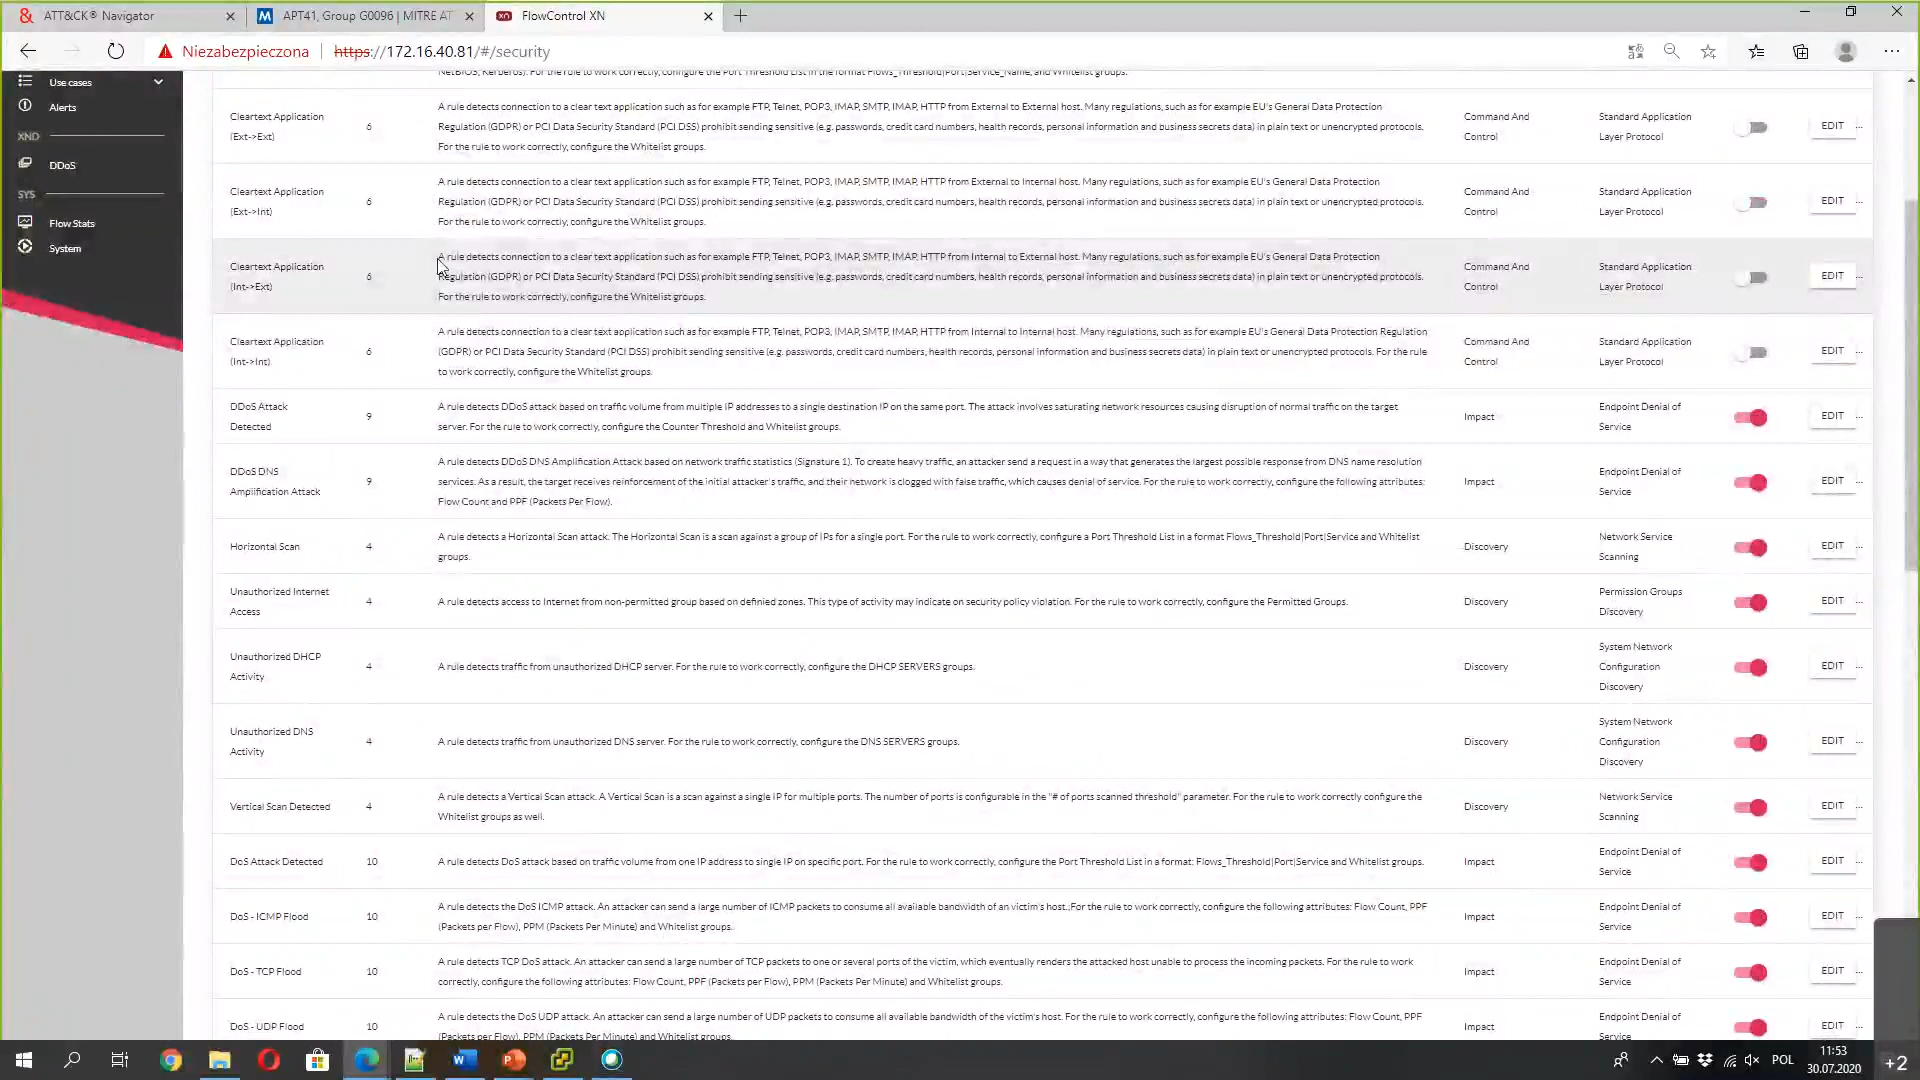 ATT&CK® Navigator
APT41, Group G0096 | MITRE AT
FlowControl XN
Niezabezpieczona
https://172.16.40.81/#/security
Use cases
Alerts
XND
DDoS
SYS
Flow Stats
System
NetBIOS, Kerberos). For the rule to work correctly, configure the Port Threshold List in the format Flows_Threshold|Port|Service_Name, and Whitelist groups.
Cleartext Application
(Ext->Ext)
6
A rule detects connection to a clear text application such as for example FTP, Telnet, POP3, IMAP, SMTP, IMAP, HTTP from External to External host. Many regulations, such as for example EU's General Data Protection
Regulation (GDPR) or PCI Data Security Standard (PCI DSS) prohibit sending sensitive (e.g. passwords, credit card numbers, health records, personal information and business secrets data) in plain text or unencrypted protocols.
For the rule to work correctly, configure the Whitelist groups.
Command And
Control
Standard Application
Layer Protocol
EDIT
...
Cleartext Application
(Ext->Int)
6
A rule detects connection to a clear text application such as for example FTP, Telnet, POP3, IMAP, SMTP, IMAP, HTTP from External to Internal host. Many regulations, such as for example EU's General Data Protection
Regulation (GDPR) or PCI Data Security Standard (PCI DSS) prohibit sending sensitive (e.g. passwords, credit card numbers, health records, personal information and business secrets data) in plain text or unencrypted protocols.
For the rule to work correctly, configure the Whitelist groups.
Command And
Control
Standard Application
Layer Protocol
EDIT
...
Cleartext Application
(Int->Ext)
6
A rule detects connection to a clear text application such as for example FTP, Telnet, POP3, IMAP, SMTP, IMAP, HTTP from Internal to External host. Many regulations, such as for example EU's General Data Protection
Regulation (GDPR) or PCI Data Security Standard (PCI DSS) prohibit sending sensitive (e.g. passwords, credit card numbers, health records, personal information and business secrets data) in plain text or unencrypted protocols.
For the rule to work correctly, configure the Whitelist groups.
Command And
Control
Standard Application
Layer Protocol
EDIT
...
Cleartext Application
(Int->Int)
6
A rule detects connection to a clear text application such as for example FTP, Telnet, POP3, IMAP, SMTP, IMAP, HTTP from Internal to Internal host. Many regulations, such as for example EU's General Data Protection Regulation
(GDPR) or PCI Data Security Standard (PCI DSS) prohibit sending sensitive (e.g. passwords, credit card numbers, health records, personal information and business secrets data) in plain text or unencrypted protocols. For the rule
to work correctly, configure the Whitelist groups.
Command And
Control
Standard Application
Layer Protocol
EDIT
...
DDoS Attack
Detected
9
A rule detects DDoS attack based on traffic volume from multiple IP addresses to a single destination IP on the same port. The attack involves saturating network resources causing disruption of normal traffic on the target
server. For the rule to work correctly, configure the Counter Threshold and Whitelist groups.
Impact
Endpoint Denial of
Service
EDIT
...
DDoS DNS
Amplification Attack
9
A rule detects DDoS DNS Amplification Attack based on network traffic statistics (Signature 1). To create heavy traffic, an attacker send a request in a way that generates the largest possible response from DNS name resolution
services. As a result, the target receives reinforcement of the initial attacker's traffic, and their network is clogged with false traffic, which causes denial of service. For the rule to work correctly, configure the following attributes:
Flow Count and PPF (Packets Per Flow).
Impact
Endpoint Denial of
Service
EDIT
...
Horizontal Scan
4
A rule detects a Horizontal Scan attack. The Horizontal Scan is a scan against a group of IPs for a single port. For the rule to work correctly, configure a Port Threshold List in a format Flows_Threshold|Port|Service and Whitelist
groups.
Discovery
Network Service
Scanning
EDIT
...
Unauthorized Internet
Access
4
A rule detects access to Internet from non-permitted group based on definied zones. This type of activity may indicate on security policy violation. For the rule to work correctly, configure the Permitted Groups.
Discovery
Permission Groups
Discovery
EDIT
...
Unauthorized DHCP
Activity
4
A rule detects traffic from unauthorized DHCP server. For the rule to work correctly, configure the DHCP SERVERS groups.
Discovery
System Network
Configuration
Discovery
EDIT
...
Unauthorized DNS
Activity
4
A rule detects traffic from unauthorized DNS server. For the rule to work correctly, configure the DNS SERVERS groups.
Discovery
System Network
Configuration
Discovery
EDIT
...
Vertical Scan Detected
4
A rule detects a Vertical Scan attack. A Vertical Scan is a scan against a single IP for multiple ports. The number of ports is configurable in the "# of ports scanned threshold" parameter. For the rule to work correctly configure the
Whitelist groups as well.
Discovery
Network Service
Scanning
EDIT
...
DoS Attack Detected
10
A rule detects DoS attack based on traffic volume from one IP address to single IP on specific port. For the rule to work correctly, configure the Port Threshold List in a format: Flows_Threshold|Port|Service and Whitelist groups.
Impact
Endpoint Denial of
Service
EDIT
...
DoS - ICMP Flood
10
A rule detects the DoS ICMP attack. An attacker can send a large number of ICMP packets to consume all available bandwidth of an victim's host.;For the rule to work correctly, configure the following attributes: Flow Count, PPF
(Packets per Flow), PPM (Packets Per Minute) and Whitelist groups.
Impact
Endpoint Denial of
Service
EDIT
...
DoS - TCP Flood
10
A rule detects TCP DoS attack. An attacker can send a large number of TCP packets to one or several ports of the victim, which eventually renders the attacked host unable to process the incoming packets. For the rule to work
correctly, configure the following attributes: Flow Count, PPF (Packets per Flow), PPM (Packets Per Minute) and Whitelist groups.
Impact
Endpoint Denial of
Service
EDIT
...
DoS - UDP Flood
10
A rule detects the DoS UDP attack. An attacker can send a large number of UDP packets to consume all available bandwidth of the victim's host. For the rule to work correctly, configure the following attributes: Flow Count, PPF
(Packets per Flow), PPM (Packets Per Minute) and Whitelist groups.
Impact
Endpoint Denial of
Service
EDIT
...
POL
11:53
30.07.2020
+2